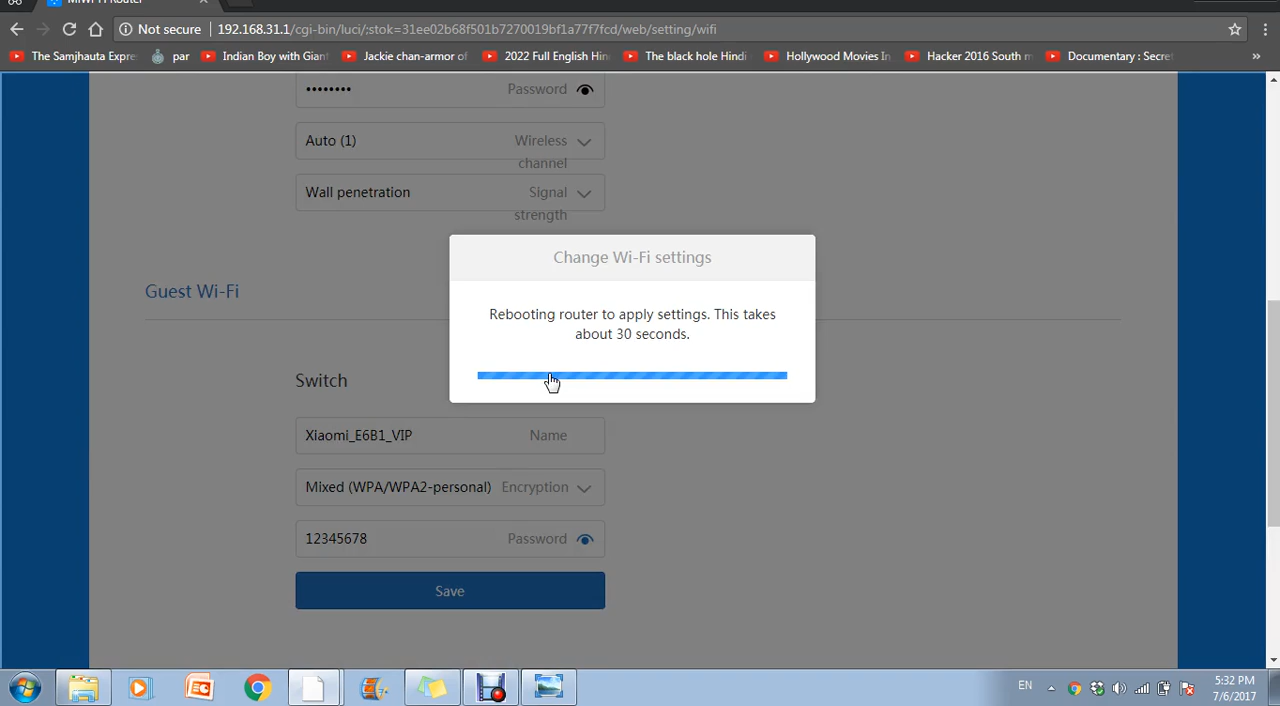 MiWi-Fi Router
Not secure 192.168.31.1/cgi-bin/luci/;stok=31ee02b68f501b7270019bf1a77f7fcd/web/setting/wifi
The Samjhauta Expre par Indian Boy with Giant Jackie chan-armor of 2022 Full English Hin The black hole Hindi Hollywood Movies In Hacker 2016 South m Documentary : Secret »
•••••••• Password
Auto (1) Wireless
channel
Wall penetration Signal
strength
Change Wi-Fi settings
Rebooting router to apply settings. This takes
about 30 seconds.
Guest Wi-Fi
Switch
Xiaomi_E6B1_VIP Name
Mixed (WPA/WPA2-personal) Encryption
12345678 Password
Save
EN
5:32 PM
7/6/2017